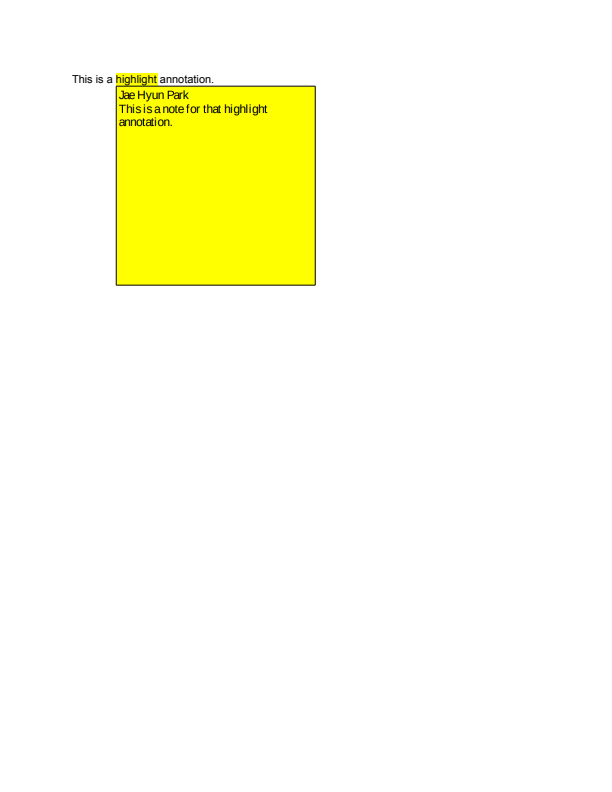 This is a highlight annotation.
Jae Hyun Park
This is a note for that highlight
annotation.